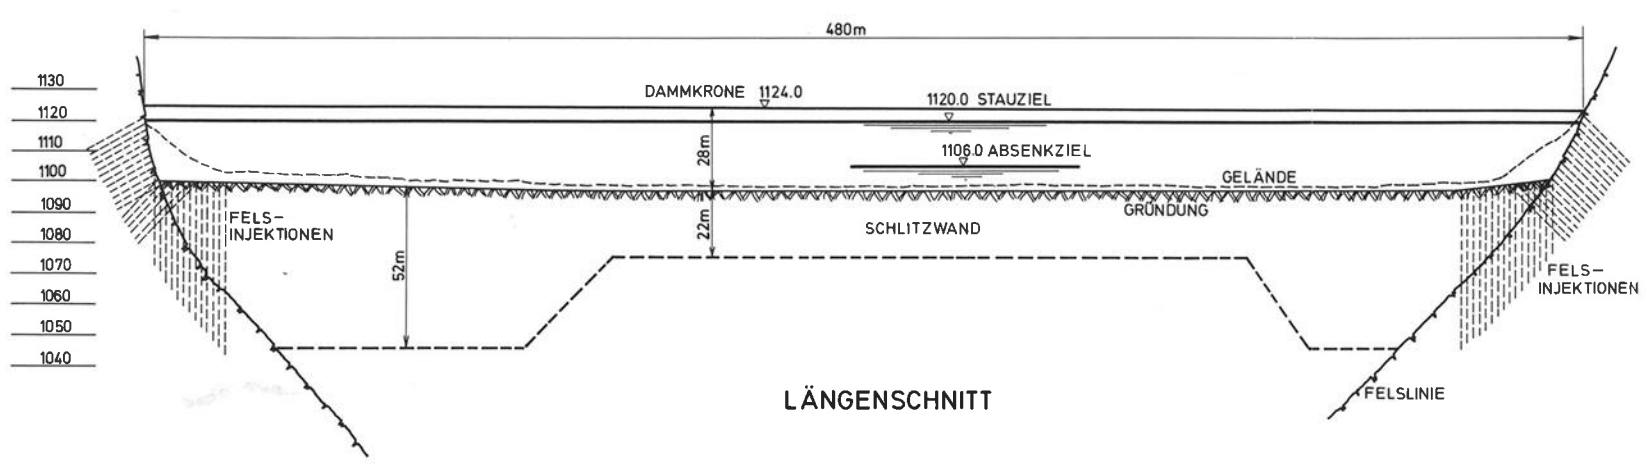 480m
1130
DAMMKRONE 1124.0
1120.0 STAUZIEL
1120
1110
28m
1106.0 ABSENKZIEL
1100
GELÄNDE
1090
FELS-
INJEKTIONEN
22m
SCHLITZWAND
GRÜNDUNG
1080
1070
52m
FELS-
INJEKTIONEN
1060
1050
1040
LÄNGENSCHNITT
FELSLINIE